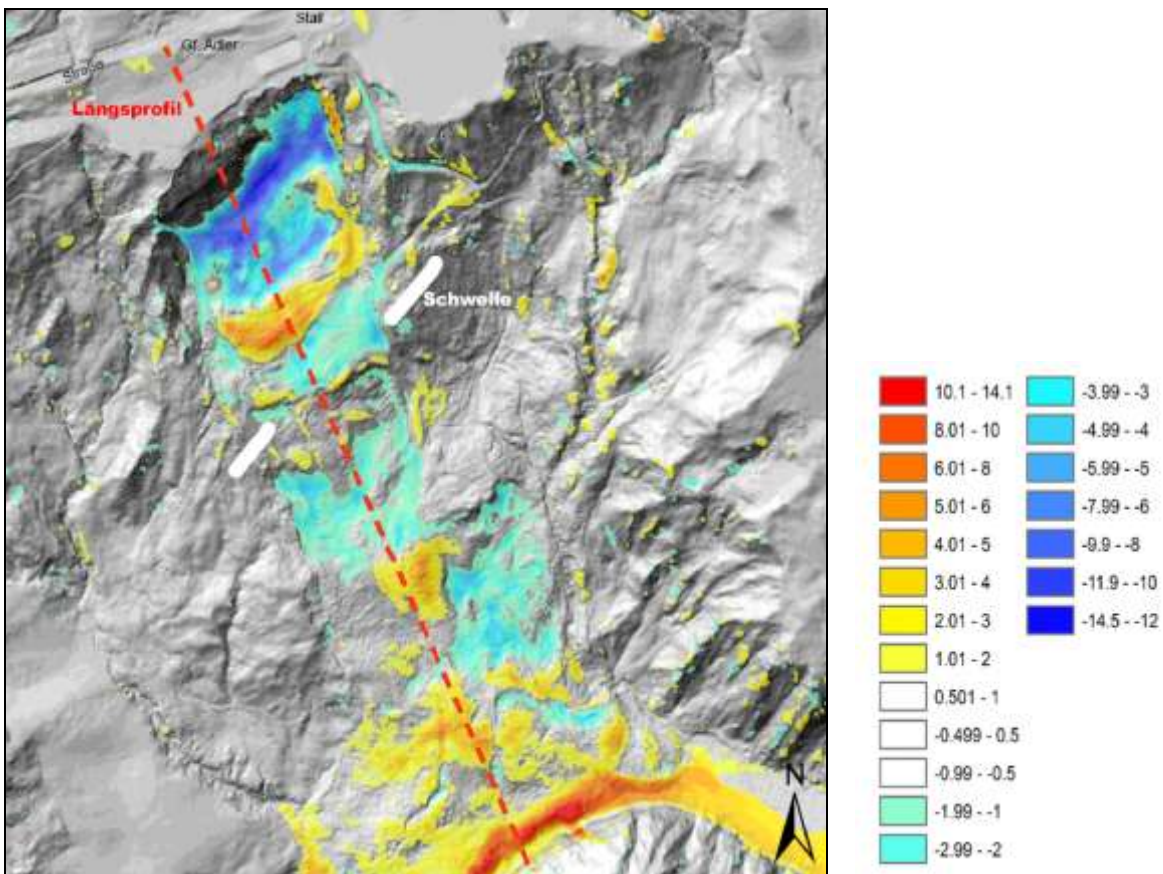 Stall
Gf. Adler
Straße
Längsprofil
Schwelle
N
10.1 - 14.1
8.01 - 10
6.01 - 8
5.01 - 6
4.01 - 5
3.01 - 4
2.01 - 3
1.01 - 2
0.501 - 1
-0.499 - 0.5
-0.99 - -0.5
-1.99 - -1
-2.99 - -2
-3.99 - -3
-4.99 - -4
-5.99 - -5
-7.99 - -6
-9.9 - -8
-11.9 - -10
-14.5 - -12